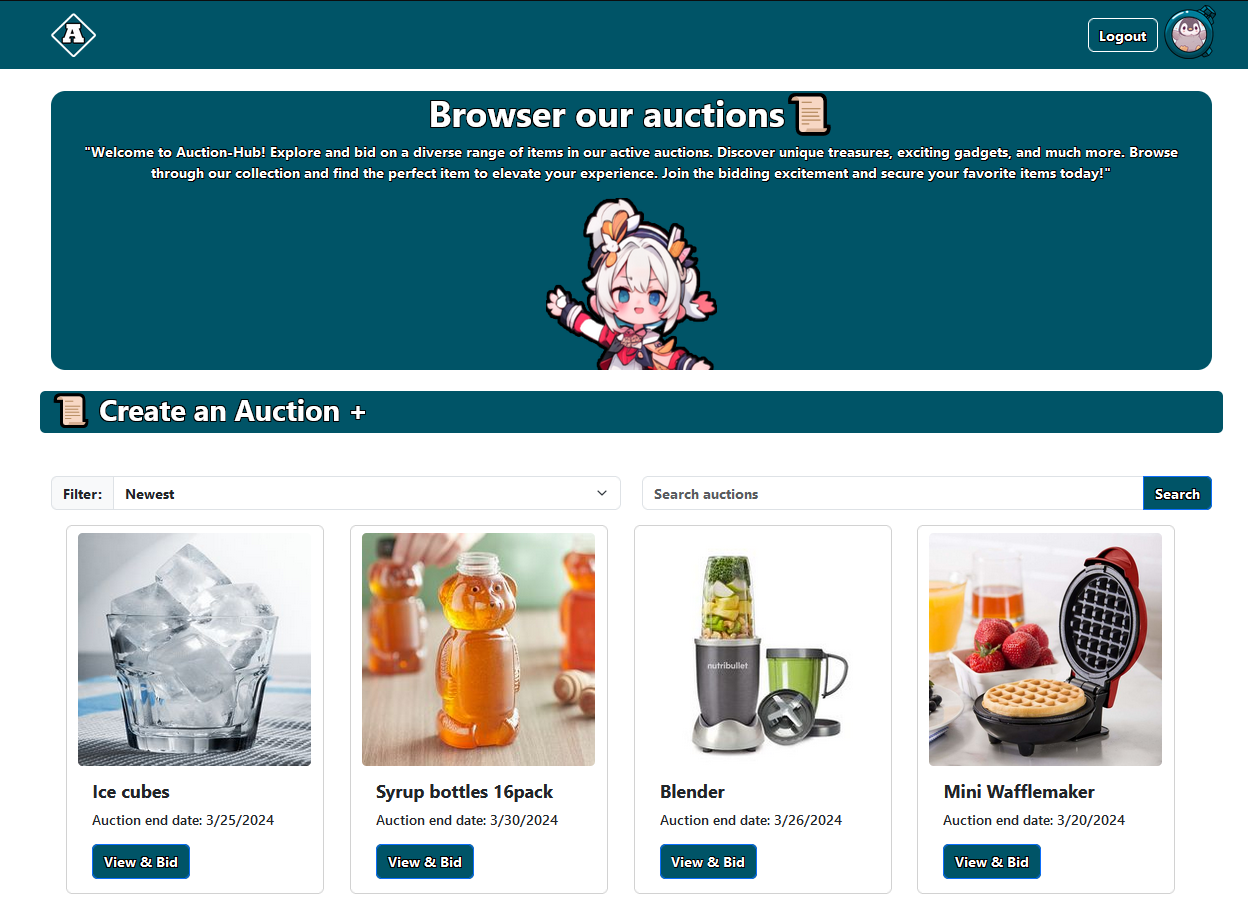 A
Logout
Browser our auctions
"Welcome to Auction-Hub! Explore and bid on a diverse range of items in our active auctions. Discover unique treasures, exciting gadgets, and much more. Browse
through our collection and find the perfect item to elevate your experience. Join the bidding excitement and secure your favorite items today!"
Create an Auction +
Filter: Newest
Search auctions Search
nutribullet
Ice cubes
Auction end date: 3/25/2024
View & Bid
Syrup bottles 16pack
Auction end date: 3/30/2024
View & Bid
Blender
Auction end date: 3/26/2024
View & Bid
Mini Wafflemaker
Auction end date: 3/20/2024
View & Bid